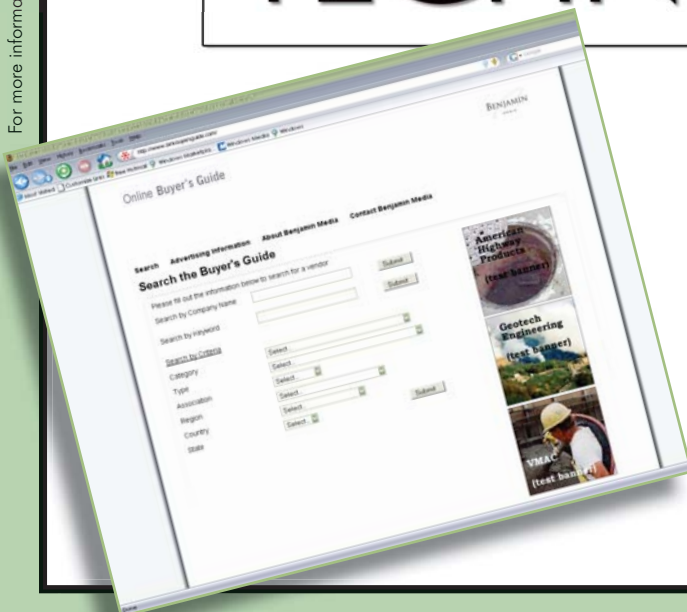 For more informa
BENJAMIN
Online Buyer's Guide
Search Advertising Information About Benjamin Media Contact Benjamin Media
Search the Buyer's Guide
Please fill out the information below to search for a vendor
Search by Company Name Submit
Search by Keyword Submit
Search by Criteria
Category Select...
Type Select...
Association Select...
Region Select...
Country Select...
State Select... Submit
American
Highway
Products
(test banner)
Geotech
Engineering
(test banner)
VMAC
(test banner)
Done